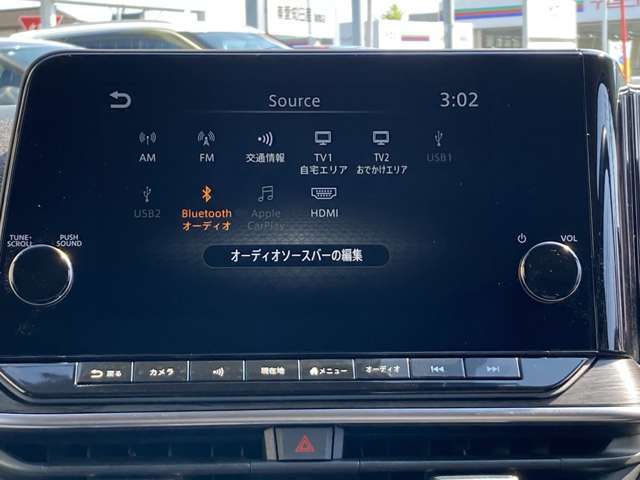 Source
3:02
AM
FM
交通情報
TV1
自宅エリア
TV2
おでかけエリア
USB1
USB2
Bluetooth
オーディオ
Apple
CarPlay
HDMI
TUNE・
SCROLL
PUSH
SOUND
VOL
オーディオソースバーの編集
戻る
カメラ
現在地
メニュー
オーディオ